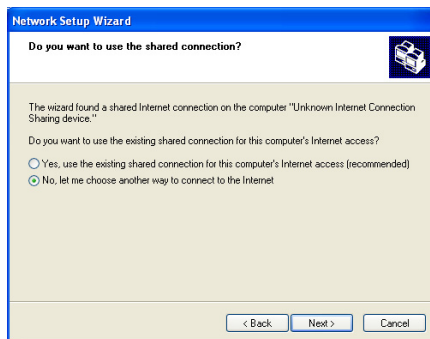 Network Setup Wizard
Do you want to use the shared connection?
The wizard found a shared Internet connection on the computer "Unknown Internet Connection
Sharing device."
Do you want to use the existing shared connection for this computer's Internet access?
Yes, use the existing shared connection for this computer's Internet access (recommended)
No, let me choose another way to connect to the Internet
< Back Next > Cancel